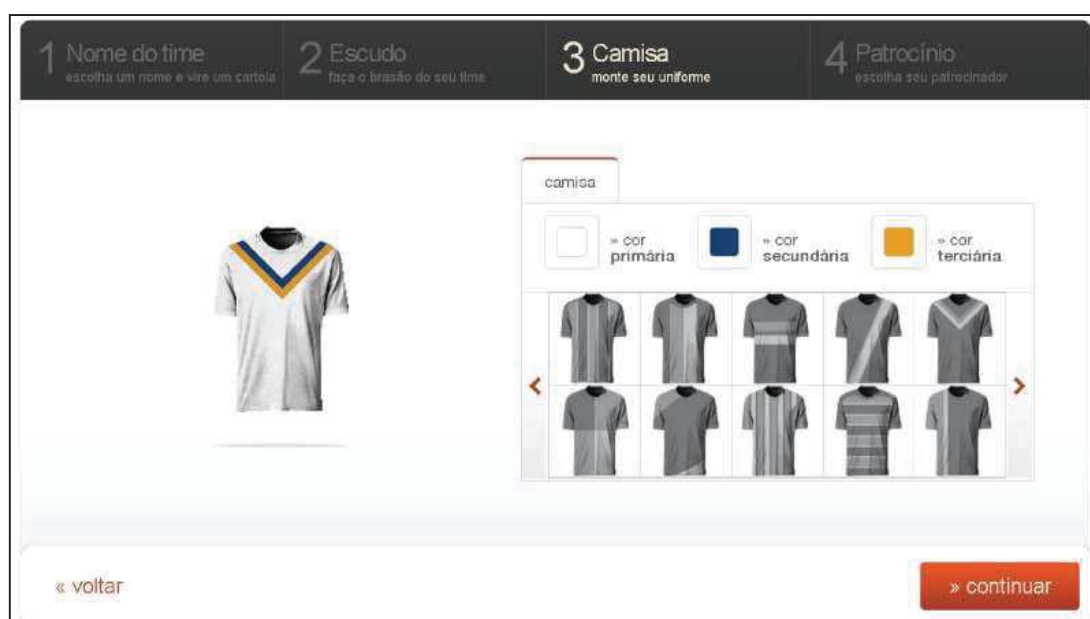 1 Nome do time
escolha um nome e vire um cartola
2 Escudo
faça o brasão do seu time
3 Camisa
monte seu uniforme
4 Patrocínio
escolha seu patrocinador
camisa
» cor
primária
» cor
secundária
» cor
terciária
« voltar
» continuar